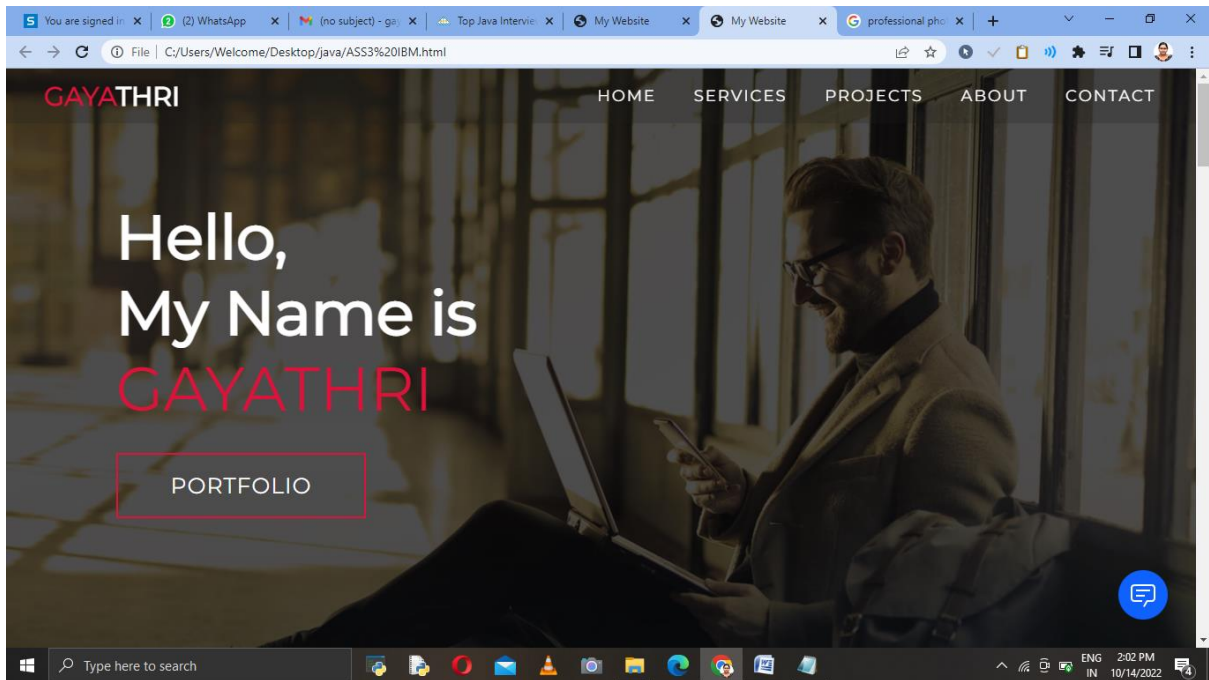 You are signed in
(2) WhatsApp
(no subject) - gay
Top Java Intervie
My Website
My Website
professional pho
File | C:/Users/Welcome/Desktop/java/ASS3%20IBM.html
GAYATHRI
HOME SERVICES PROJECTS ABOUT CONTACT
Hello,
My Name is
GAYATHRI
PORTFOLIO
Type here to search
ENG 2:02 PM
IN 10/14/2022
4